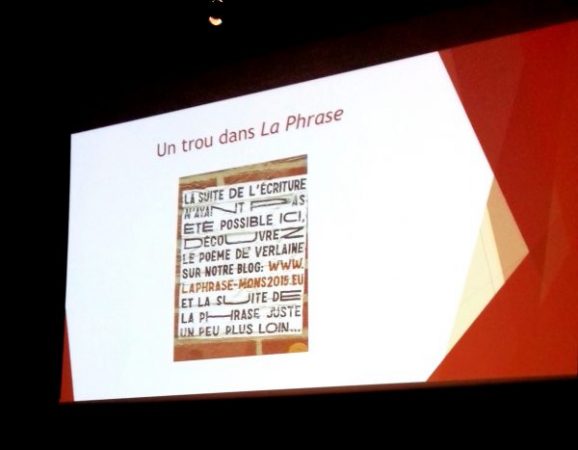 Un trou dans La Phrase
LA SUITE DE L'ÉCRITURE
N'AYANT PAS
ÉTÉ POSSIBLE ICI,
DÉCOUVREZ
LE POÈME DE VERLAINE
SUR NOTRE BLOG: WWW.
LAPHRASE-MONS2015.EU
ET LA SUITE DE
LA PHRASE JUSTE
UN PEU PLUS LOIN...